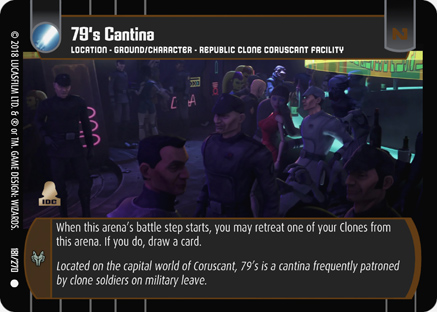 79's Cantina
LOCATION - GROUND/CHARACTER - REPUBLIC CLONE CORUSCANT FACILITY
IDC
When this arena's battle step starts, you may retreat one of your Clones from
this arena. If you do, draw a card.
Located on the capital world of Coruscant, 79's is a cantina frequently patroned
by clone soldiers on military leave.
© 2018 LUCASFILM LTD. & ® or TM. GAME DESIGN: WIZARDS.
181/270